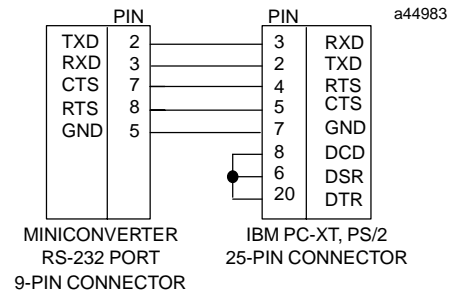 PIN PIN a44983
TXD 2 3 RXD
RXD 3 2 TXD
CTS 7 4 RTS
RTS 8 5 CTS
GND 5 7 GND
8 DCD
6 DSR
20 DTR
MINICONVERTER IBM PC-XT, PS/2
RS-232 PORT 25-PIN CONNECTOR
9-PIN CONNECTOR